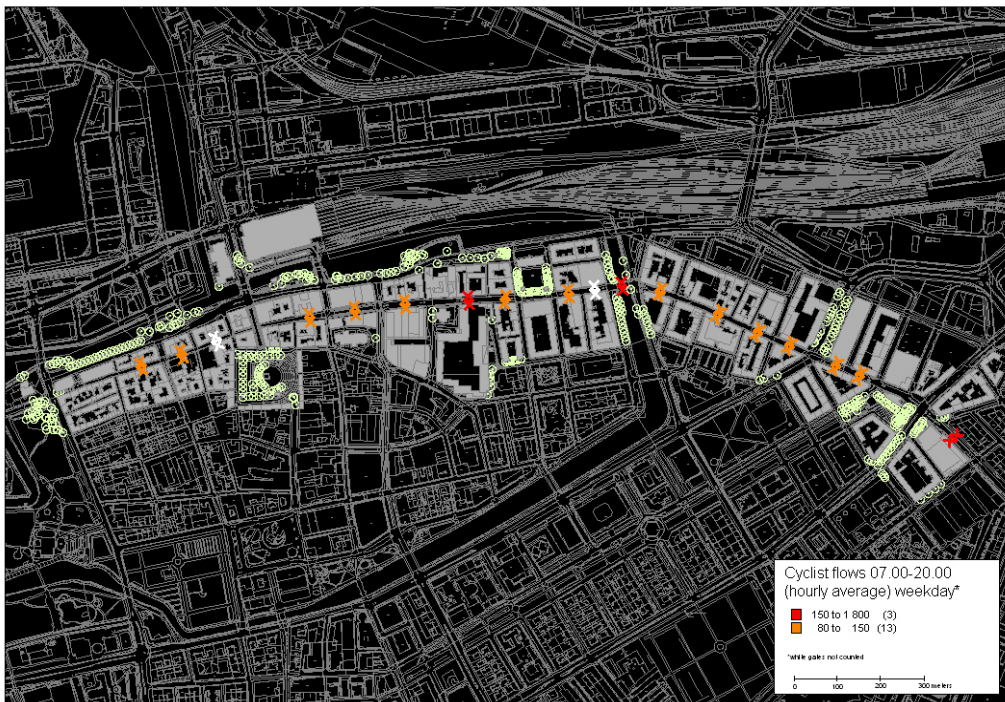 Cyclist flows 07.00-20.00
(hourly average) weekday*
150 to 1 800 (3)
80 to 150 (13)
*while gates not counted
0 100 200 300 meters